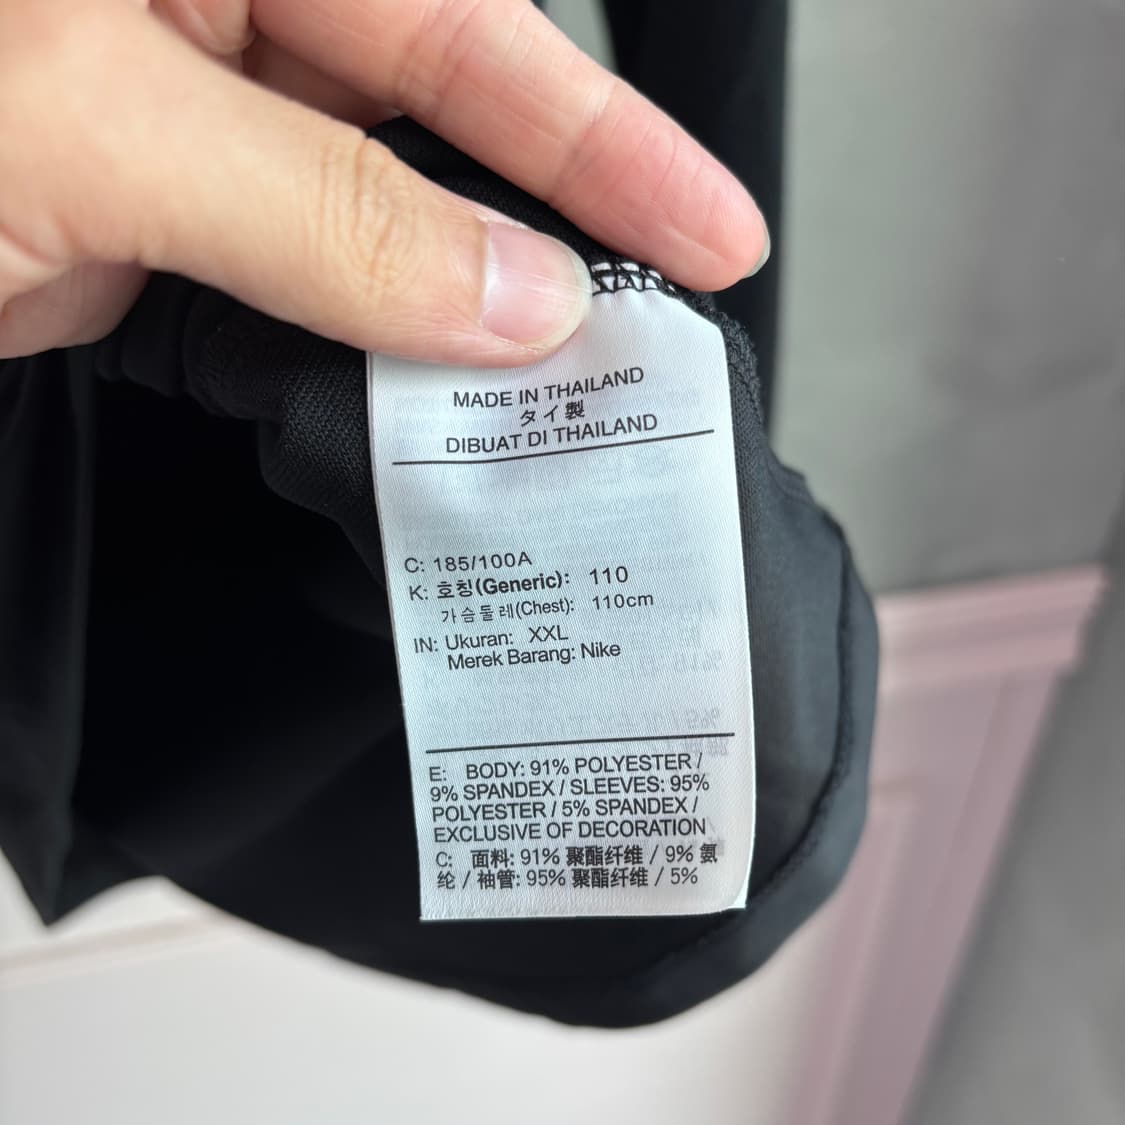 MADE IN THAILAND
タイ製
DIBUAT DI THAILAND
C: 185/100A
K: 호칭(Generic): 110
가슴둘레(Chest): 110cm
IN: Ukuran: XXL
Merek Barang: Nike
E: BODY: 91% POLYESTER /
9% SPANDEX / SLEEVES: 95%
POLYESTER / 5% SPANDEX /
EXCLUSIVE OF DECORATION
C: 面料: 91% 聚酯纤维 / 9% 氨
纶 / 袖管: 95% 聚酯纤维 / 5%